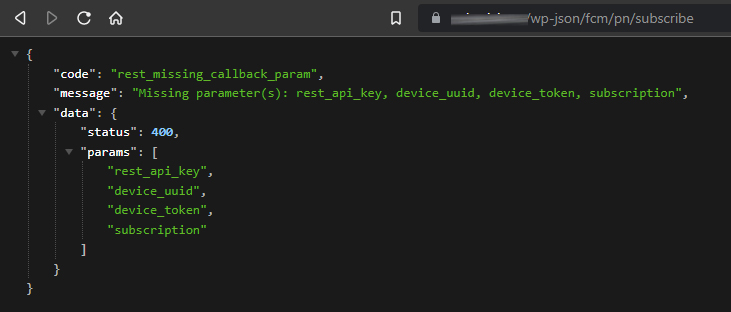 /wp-json/fcm/pn/subscribe
{
"code": "rest_missing_callback_param",
"message": "Missing parameter(s): rest_api_key, device_uuid, device_token, subscription",
"data": {
"status": 400,
"params": [
"rest_api_key",
"device_uuid",
"device_token",
"subscription"
]
}
}